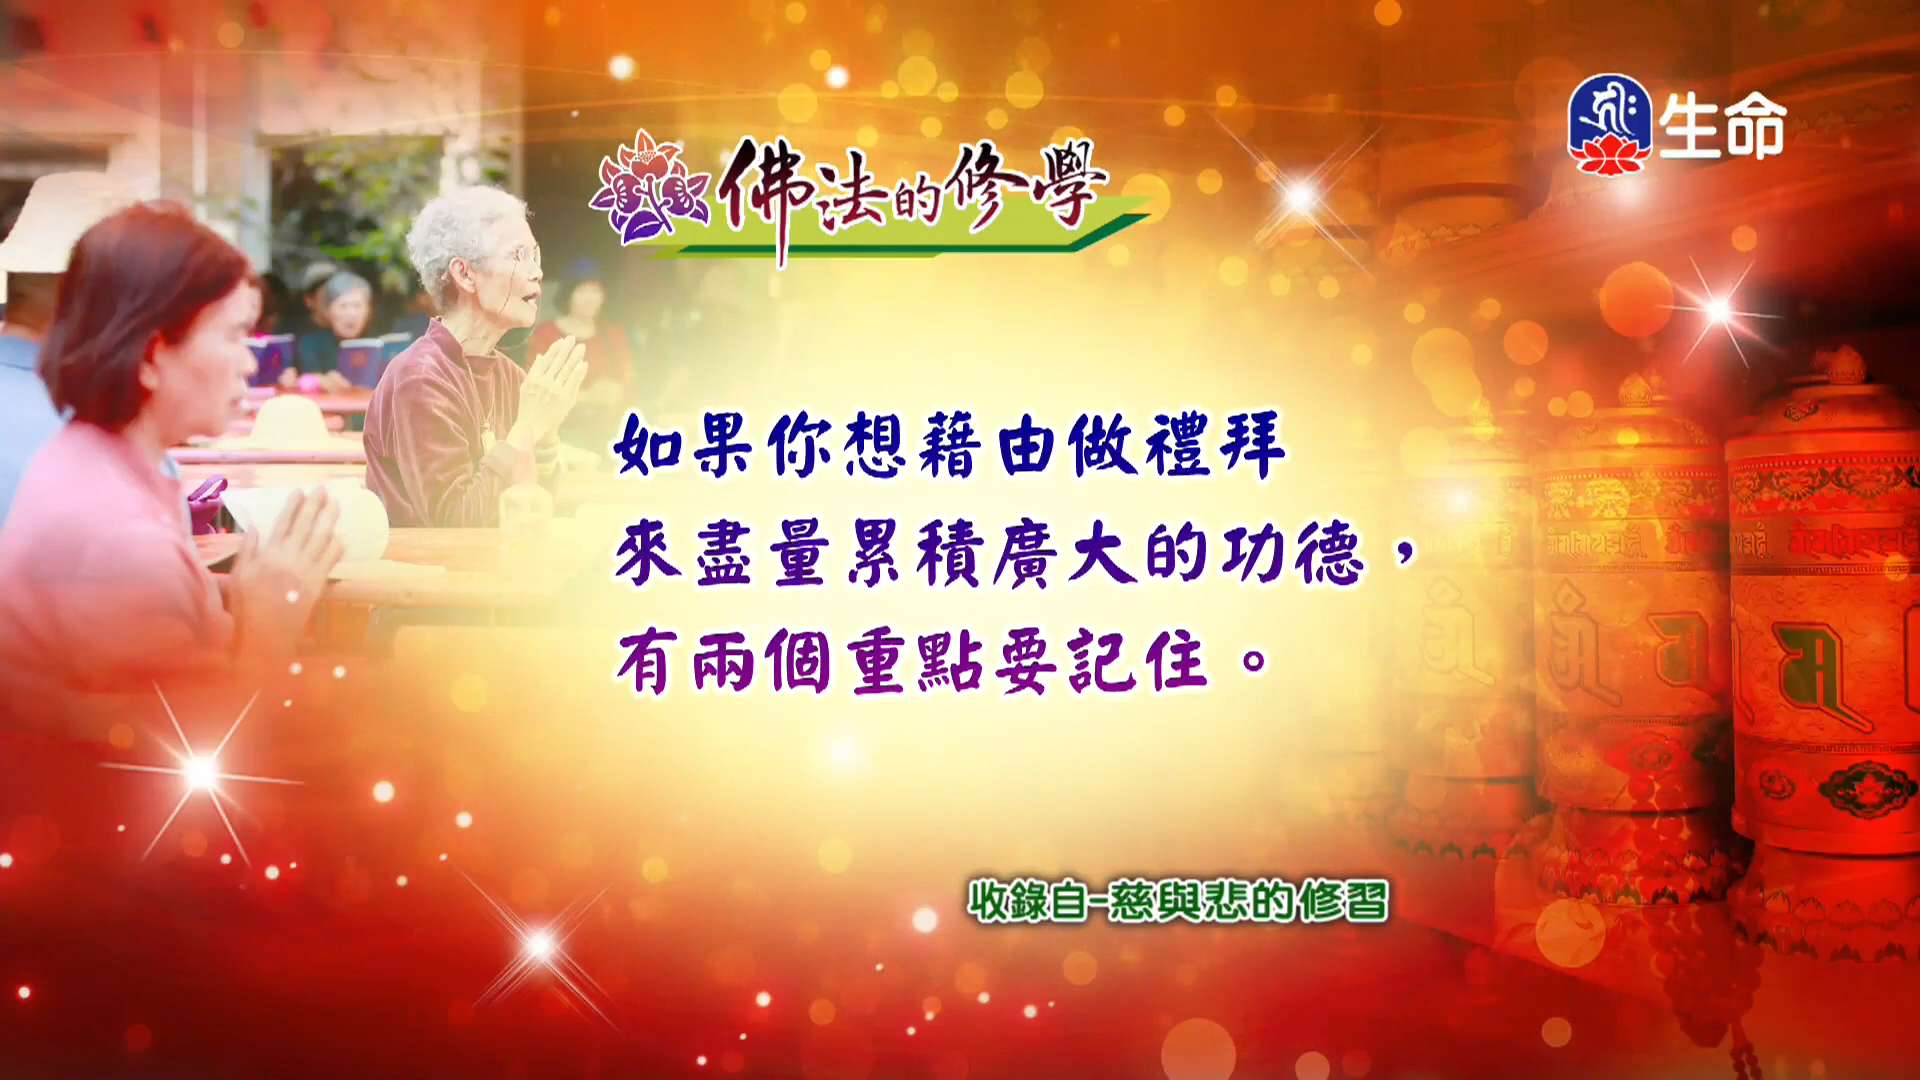 生命
佛法的修學
如果你想藉由做禮拜
來盡量累積廣大的功德，
有兩個重點要記住。
收錄自-慈與悲的修習